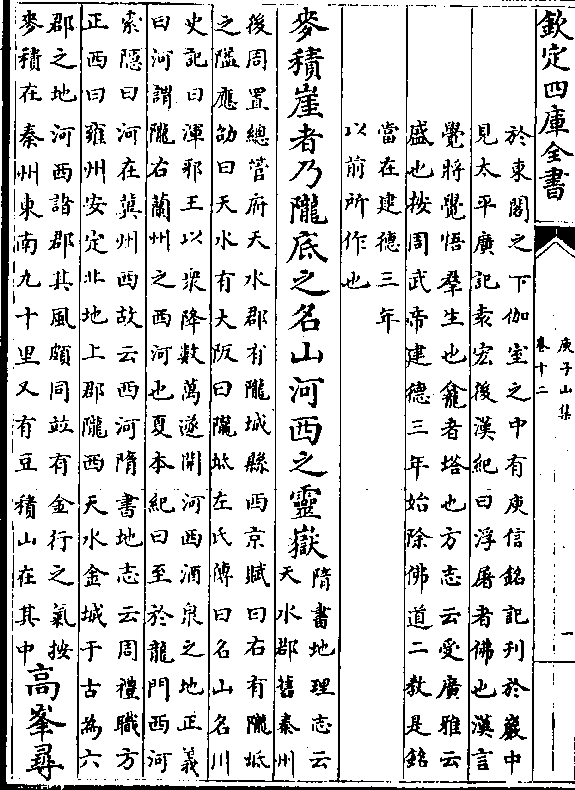 欽定四庫全書
庾子山集
卷十二
一
於東閣之下伽室之中有庾信銘記刊於巖中
見太平廣記袁宏後漢紀曰浮屠者佛也漢言
覺將覺悟羣生也龕者塔也方志云受廣雅云
盛也按周武帝建德三年始除佛道二教是銘
當在建德三年
以前所作也
麥積崖者乃隴底之名山河西之靈嶽
隋書地理志云
天水郡舊秦州
後周置總管府天水郡有隴城縣西京賦曰右有隴坻
之隘應劭曰天水有大阪曰隴坻左氏傳曰名山名川
史記曰渾邪王以衆降數萬遂開河西酒泉之地正義
曰河謂隴右蘭州之西河也夏本紀曰至於龍門西河
索隱曰河在冀州西故云西河隋書地志云周禮職方
正西曰雍州安定北地上郡隴西天水金城于古為六
郡之地河西諸郡其風頗同竝有金行之氣按
麥積在秦州東南九十里又有豆積山在其中
高峯尋